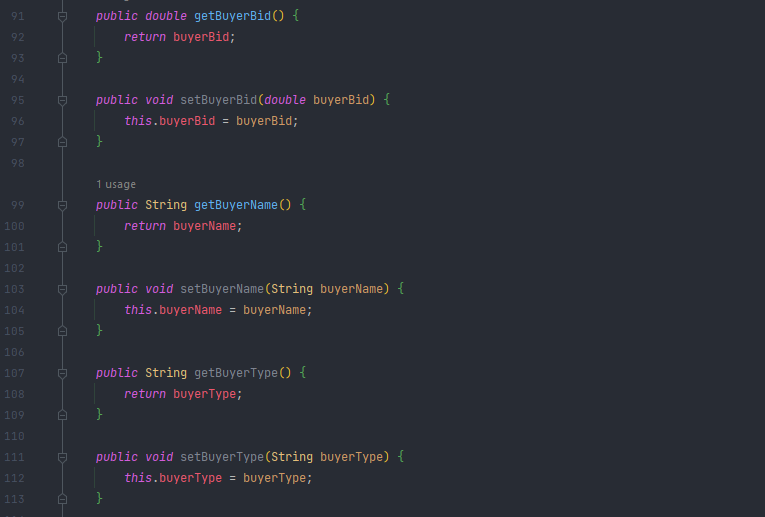 91 public double getBuyerBid() {
92 return buyerBid;
93 }
94
95 public void setBuyerBid(double buyerBid) {
96 this.buyerBid = buyerBid;
97 }
98
1 usage
99 public String getBuyerName() {
100 return buyerName;
101 }
102
103 public void setBuyerName(String buyerName) {
104 this.buyerName = buyerName;
105 }
106
107 public String getBuyerType() {
108 return buyerType;
109 }
110
111 public void setBuyerType(String buyerType) {
112 this.buyerType = buyerType;
113 }